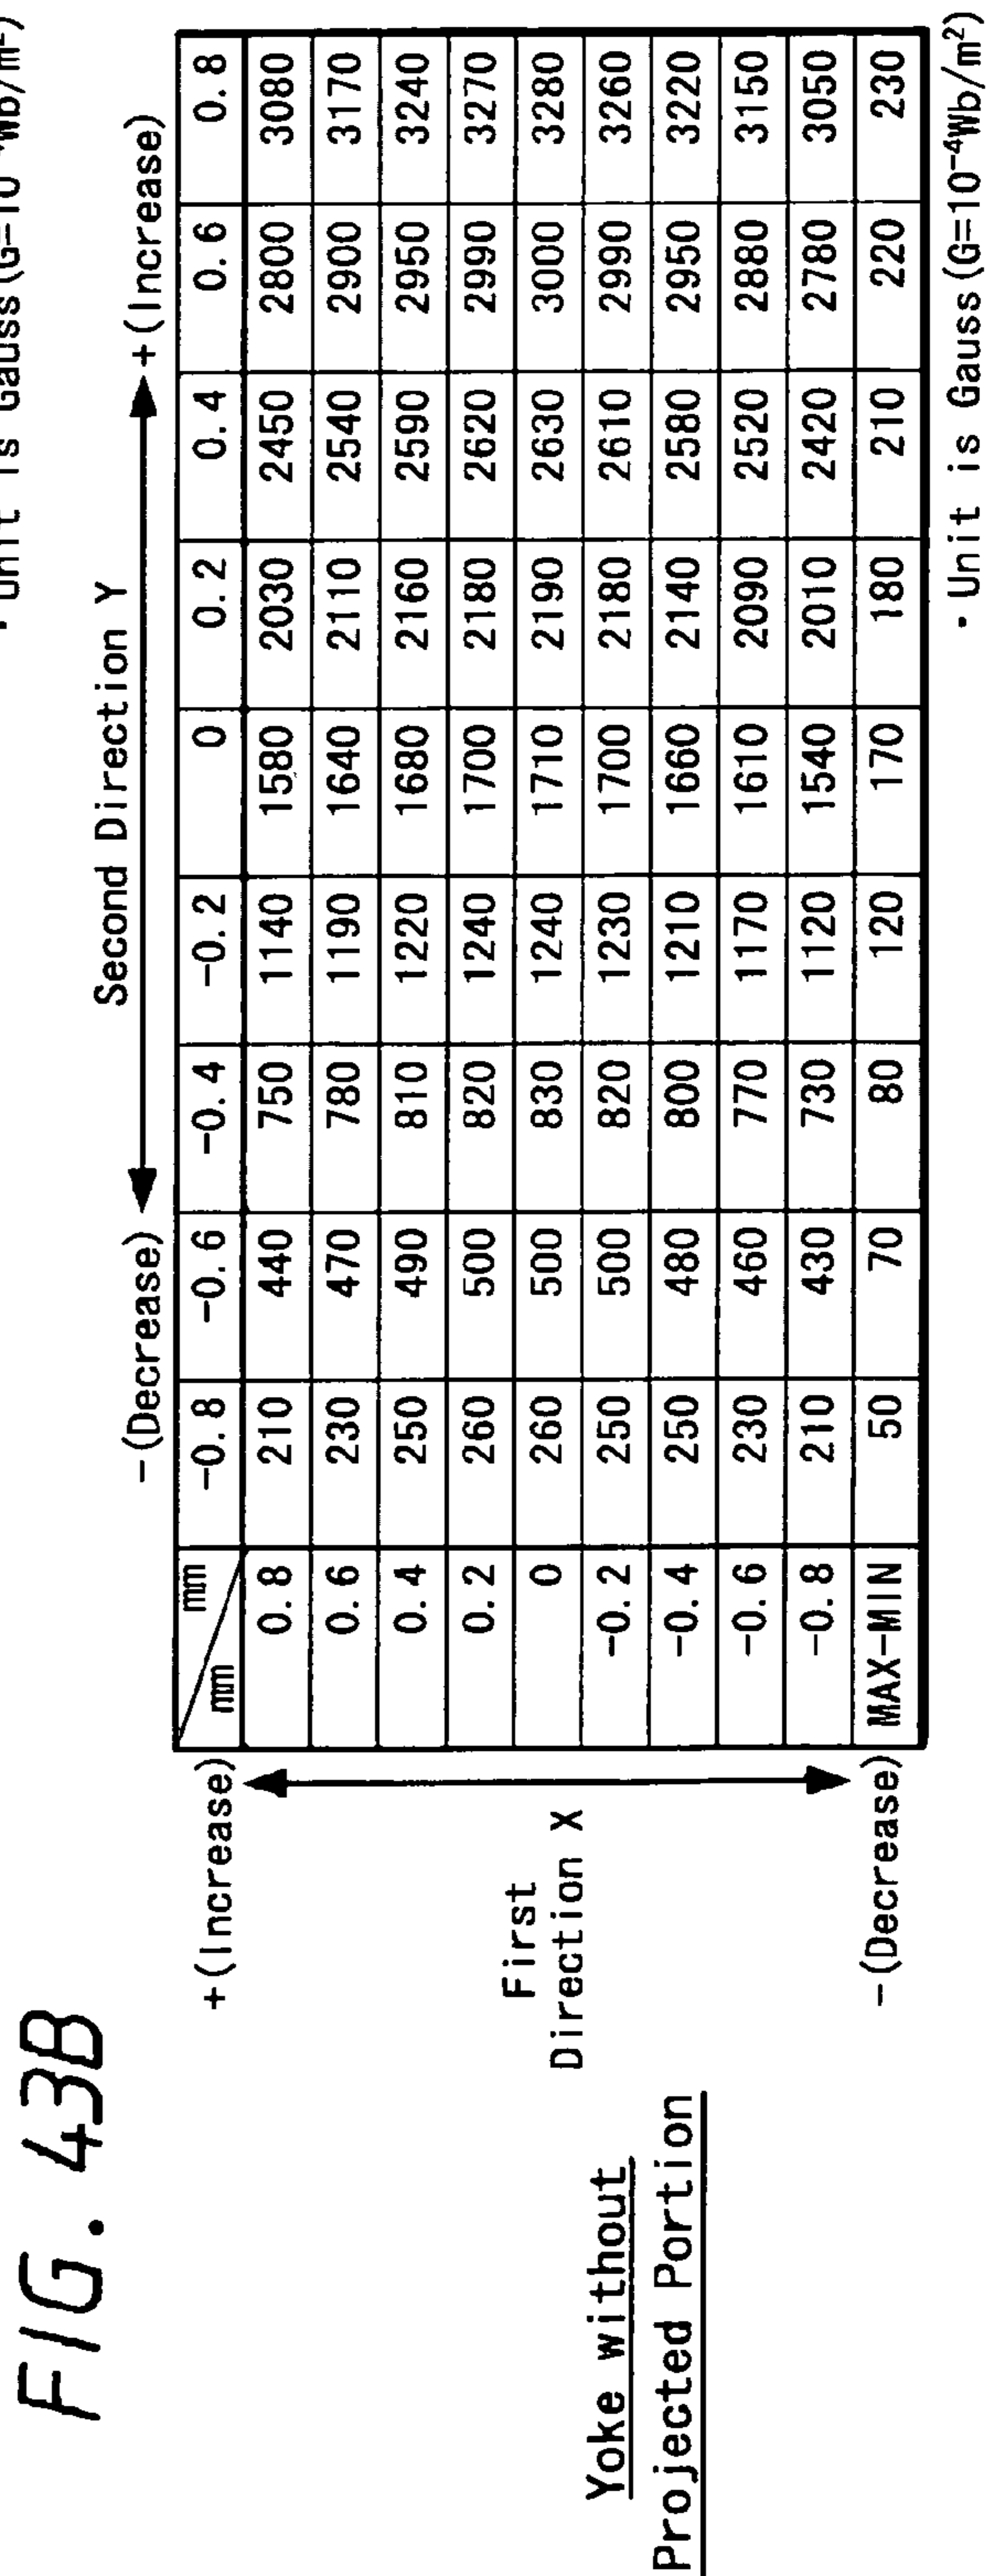 · Unit is Gauss(G=10⁻⁴Wb/m²)
FIG. 43B
Yoke without
Projected Portion
Second Direction Y
-(Decrease) +(Increase)
+(Increase)
First
Direction X
-(Decrease)
mm mm -0.8 -0.6 -0.4 -0.2 0 0.2 0.4 0.6 0.8
0.8 210 440 750 1140 1580 2030 2450 2800 3080
0.6 230 470 780 1190 1640 2110 2540 2900 3170
0.4 250 490 810 1220 1680 2160 2590 2950 3240
0.2 260 500 820 1240 1700 2180 2620 2990 3270
0 260 500 830 1240 1710 2190 2630 3000 3280
-0.2 250 500 820 1230 1700 2180 2610 2990 3260
-0.4 250 480 800 1210 1660 2140 2580 2950 3220
-0.6 230 460 770 1170 1610 2090 2520 2880 3150
-0.8 210 430 730 1120 1540 2010 2420 2780 3050
MAX-MIN 50 70 80 120 170 180 210 220 230
· Unit is Gauss(G=10⁻⁴Wb/m²)